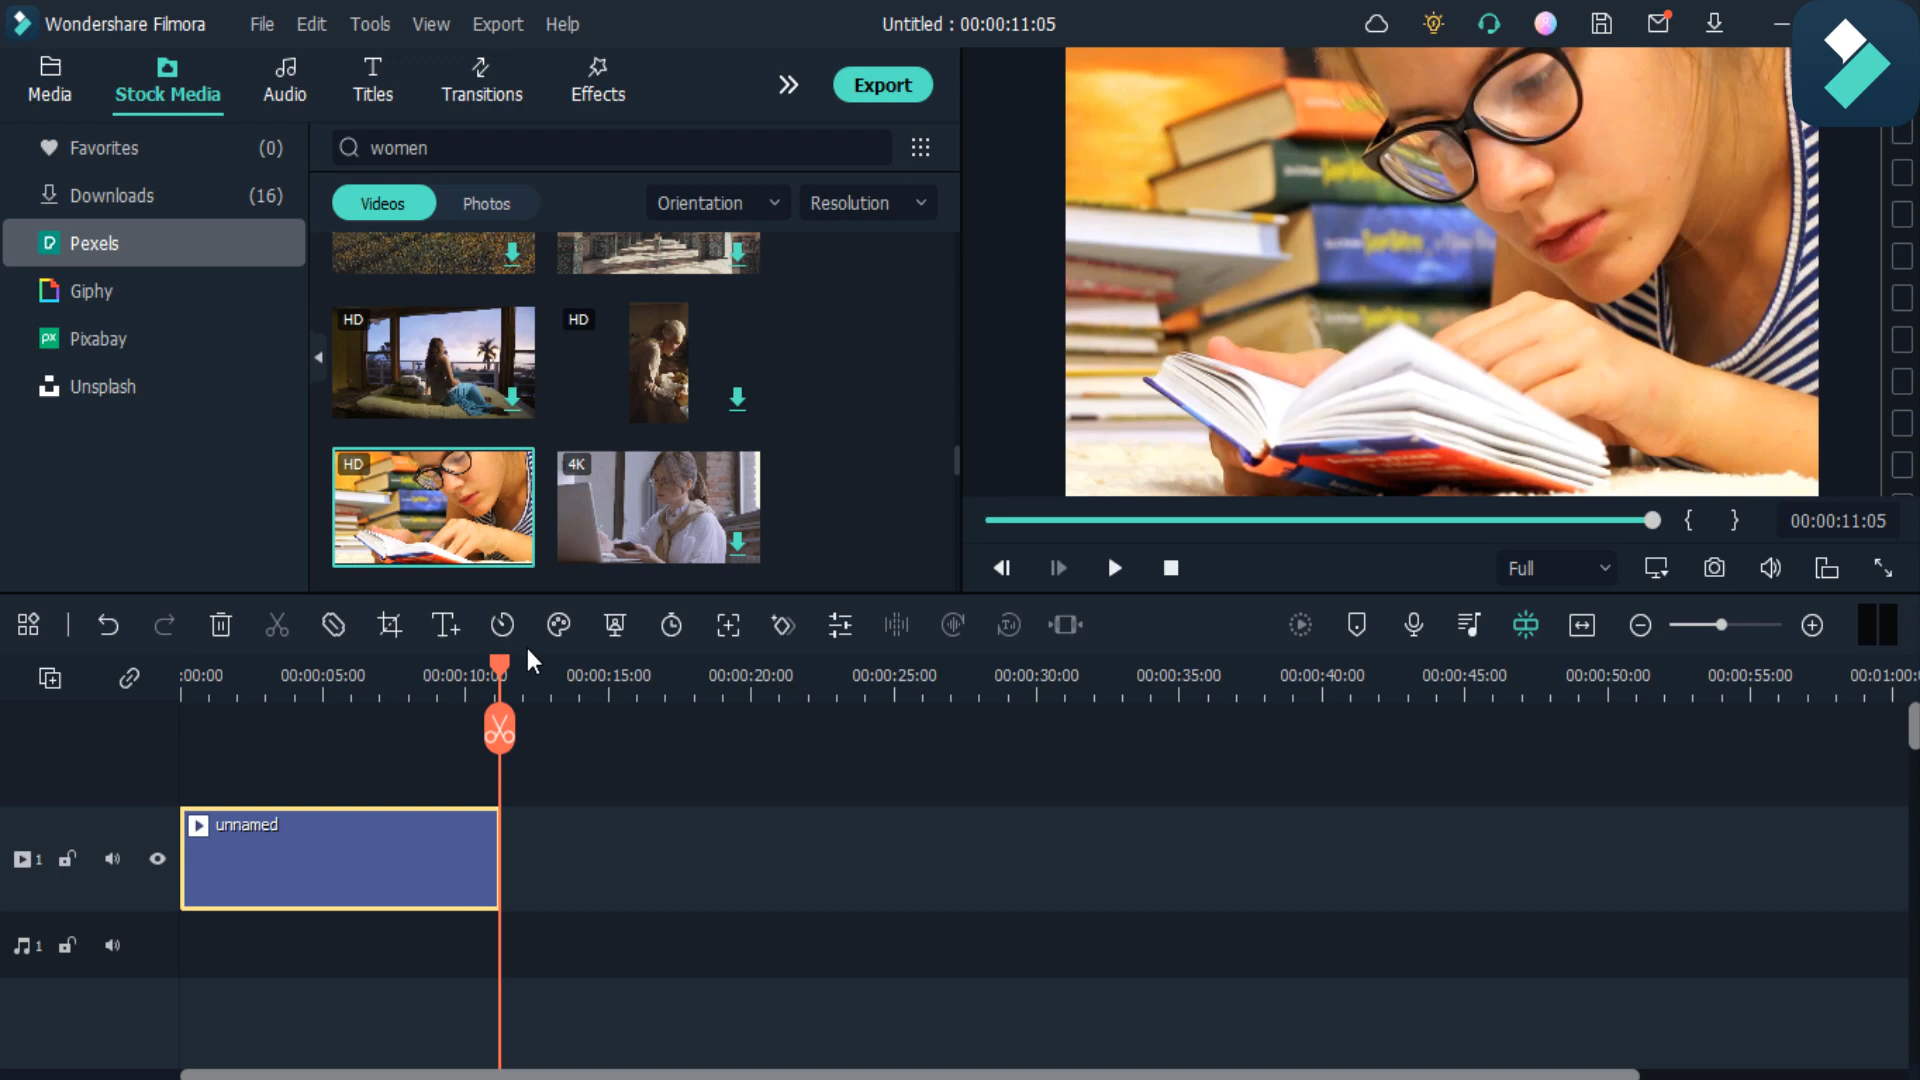 Wondershare Filmora File Edit Tools View Export Help Untitled : 00:00:11:05
Media Stock Media Audio Titles Transitions Effects Export
Favorites (0)
Downloads (16)
Pexels
Giphy
Pixabay
Unsplash
women
Videos Photos Orientation Resolution
HD HD
HD 4K
00:00:11:05
Full
:00:00 00:00:05:00 00:00:10:00 00:00:15:00 00:00:20:00 00:00:25:00 00:00:30:00 00:00:35:00 00:00:40:00 00:00:45:00 00:00:50:00 00:00:55:00 00:01:00:0
unnamed
1
1